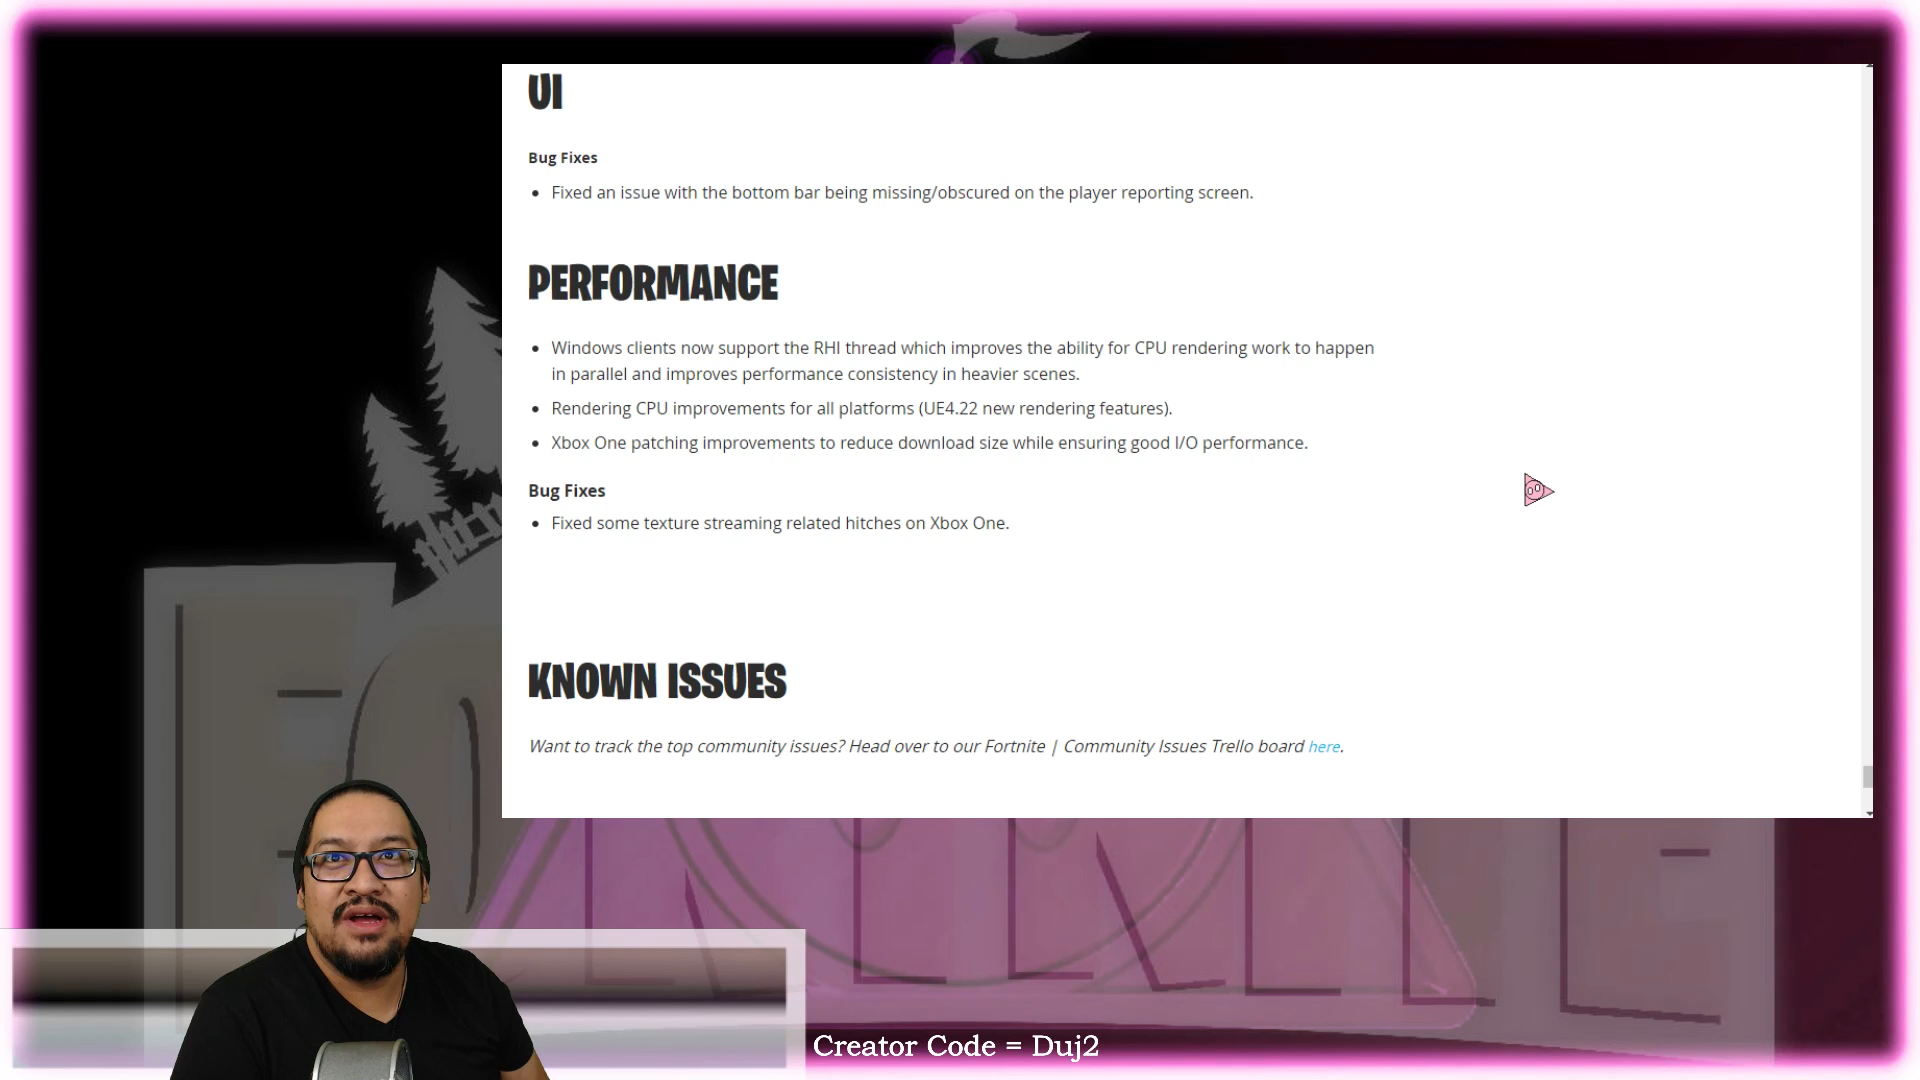 UI
Bug Fixes
• Fixed an issue with the bottom bar being missing/obscured on the player reporting screen.
PERFORMANCE
• Windows clients now support the RHI thread which improves the ability for CPU rendering work to happen
in parallel and improves performance consistency in heavier scenes.
• Rendering CPU improvements for all platforms (UE4.22 new rendering features).
• Xbox One patching improvements to reduce download size while ensuring good I/O performance.
Bug Fixes
• Fixed some texture streaming related hitches on Xbox One.
KNOWN ISSUES
Want to track the top community issues? Head over to our Fortnite | Community Issues Trello board here.
Creator Code = Duj2